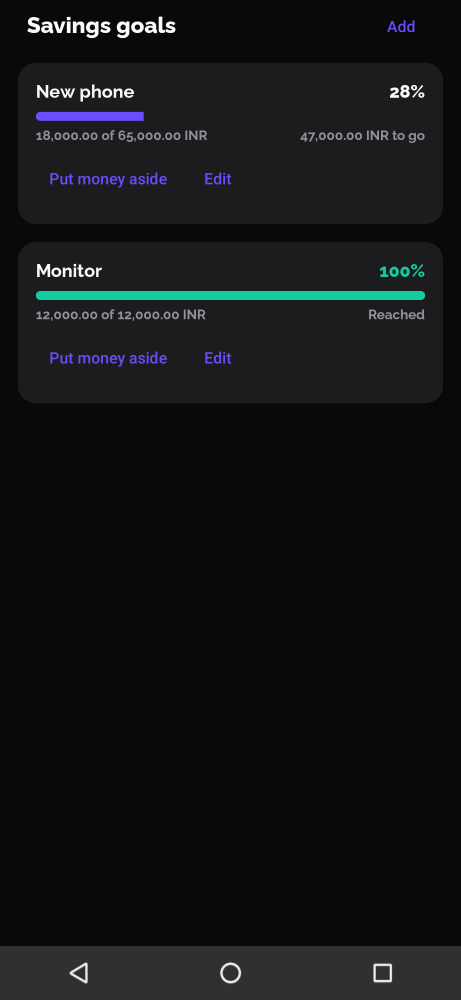 Savings goals Add
New phone 28%
18,000.00 of 65,000.00 INR 47,000.00 INR to go
Put money aside Edit
Monitor 100%
12,000.00 of 12,000.00 INR Reached
Put money aside Edit